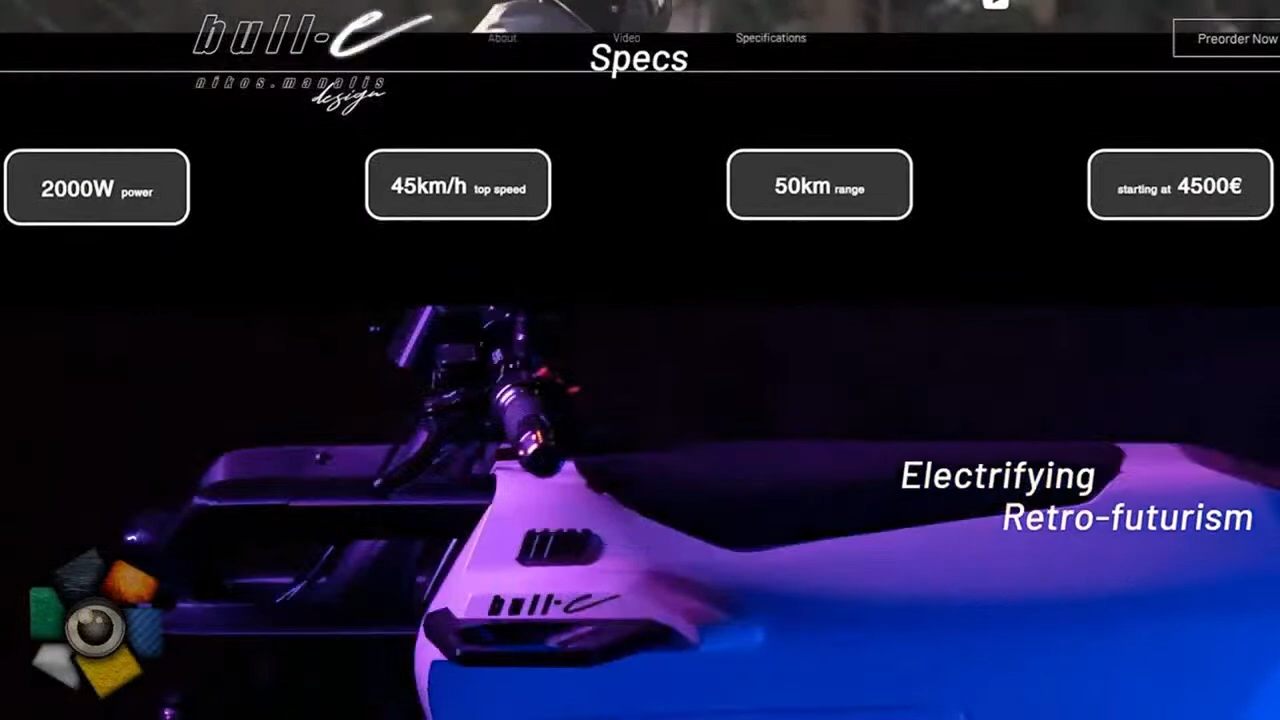 bull-e
nikos.manalis
design
About
Video
Specifications
Preorder Now
Specs
2000W power
45km/h top speed
50km range
starting at 4500€
Electrifying
Retro-futurism
bull-e